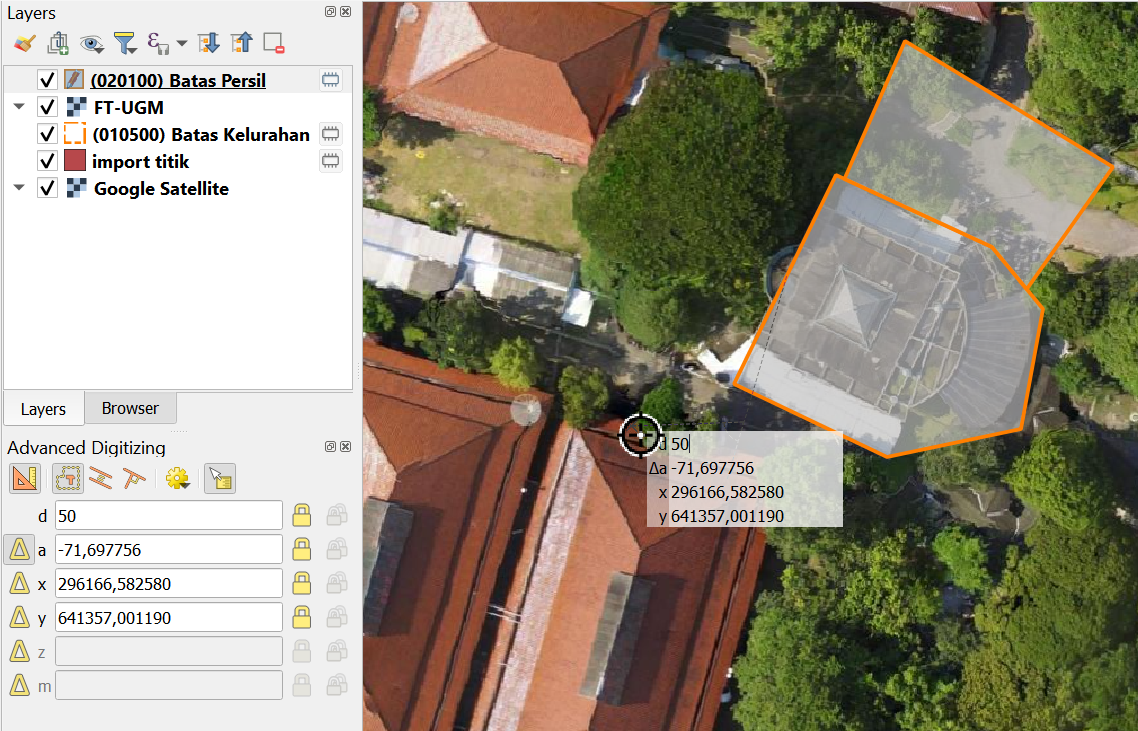 Layers
(020100) Batas Persil
FT-UGM
(010500) Batas Kelurahan
import titik
Google Satellite
Layers
Browser
Advanced Digitizing
d 50
a -71,697756
x 296166,582580
y 641357,001190
z
m
d 50
Δa -71,697756
x 296166,582580
y 641357,001190